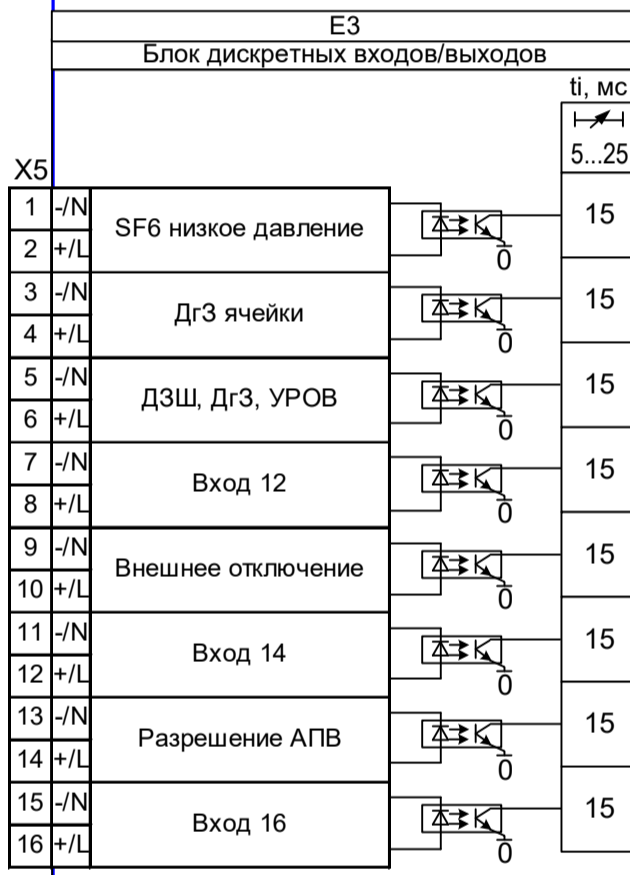 E3
Блок дискретных входов/выходов
ti, мс
5...25
X5
1 -/N SF6 низкое давление 15
2 +/L 0
3 -/N ДгЗ ячейки 15
4 +/L 0
5 -/N ДЗШ, ДгЗ, УРОВ 15
6 +/L 0
7 -/N Вход 12 15
8 +/L 0
9 -/N Внешнее отключение 15
10 +/L 0
11 -/N Вход 14 15
12 +/L 0
13 -/N Разрешение АПВ 15
14 +/L 0
15 -/N Вход 16 15
16 +/L 0